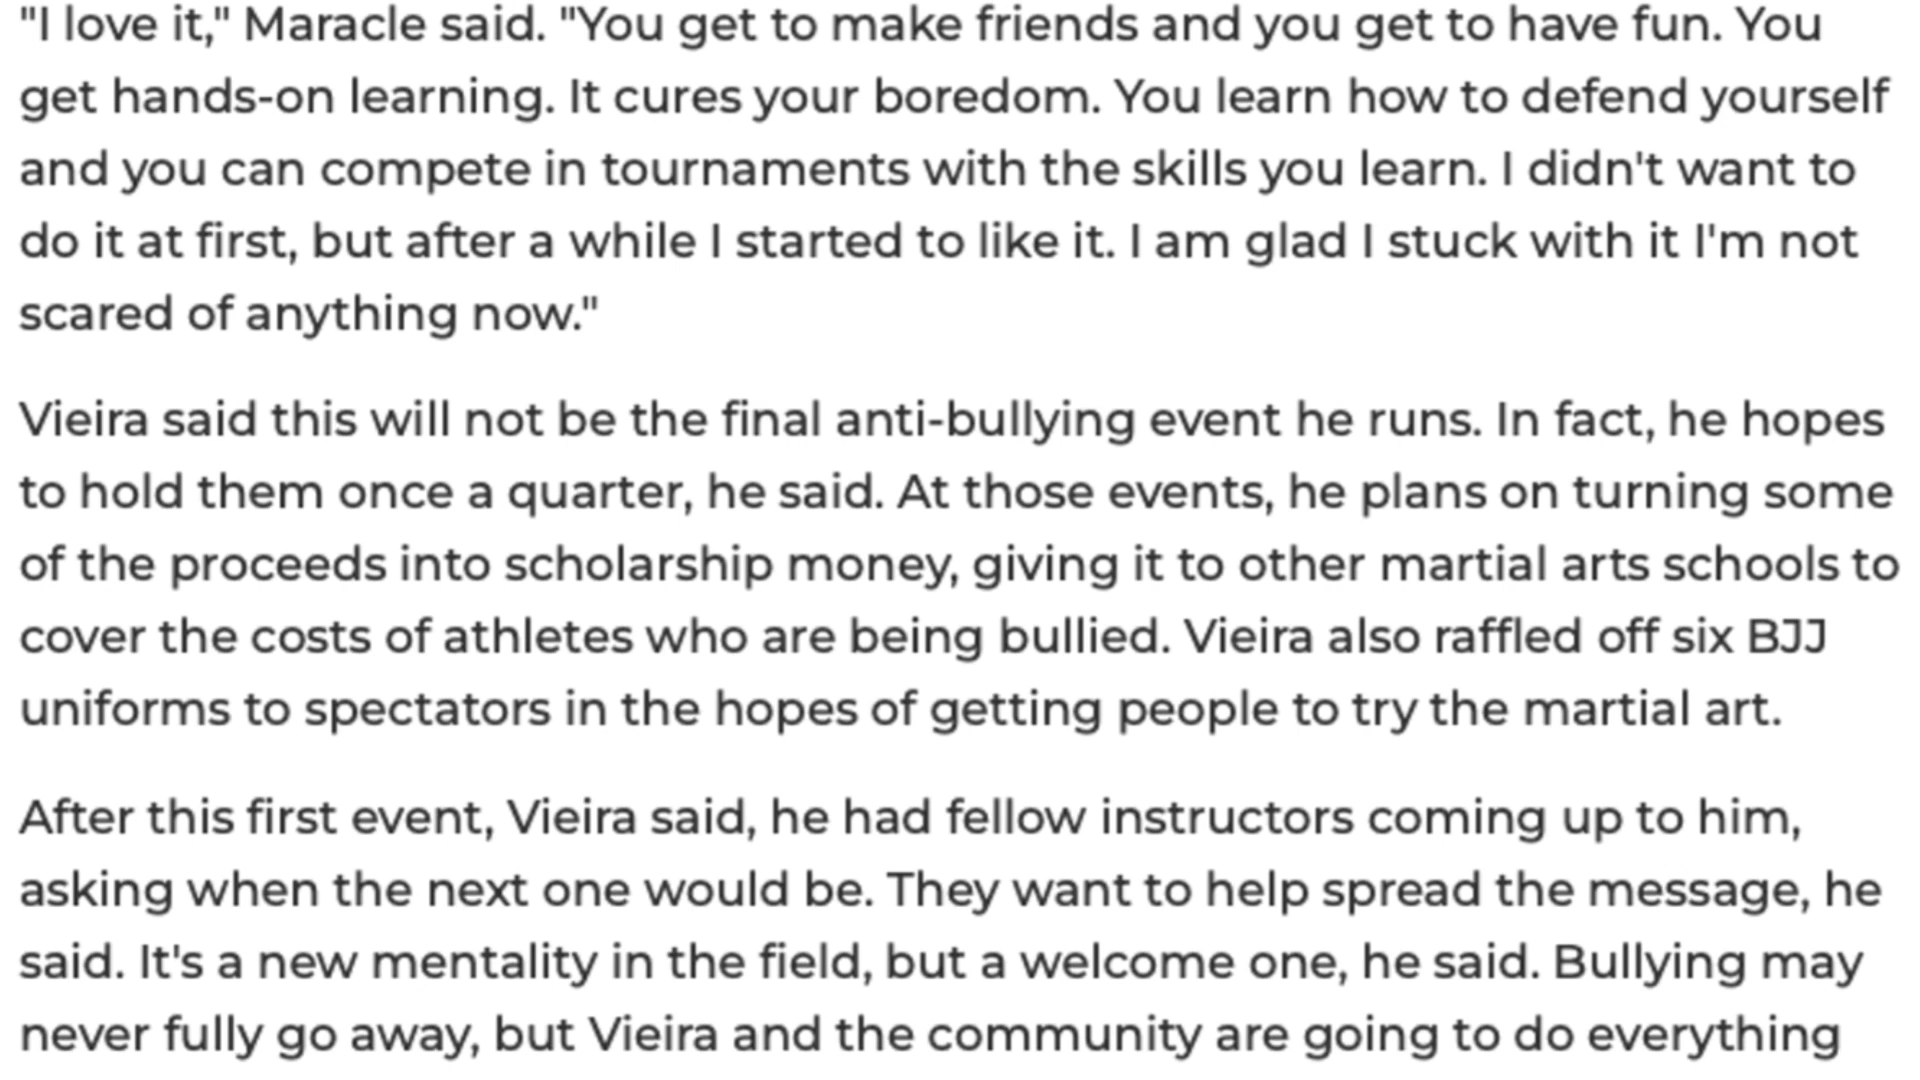 "I love it," Maracle said. "You get to make friends and you get to have fun. You
get hands-on learning. It cures your boredom. You learn how to defend yourself
and you can compete in tournaments with the skills you learn. I didn't want to
do it at first, but after a while I started to like it. I am glad I stuck with it I'm not
scared of anything now."
Vieira said this will not be the final anti-bullying event he runs. In fact, he hopes
to hold them once a quarter, he said. At those events, he plans on turning some
of the proceeds into scholarship money, giving it to other martial arts schools to
cover the costs of athletes who are being bullied. Vieira also raffled off six BJJ
uniforms to spectators in the hopes of getting people to try the martial art.
After this first event, Vieira said, he had fellow instructors coming up to him,
asking when the next one would be. They want to help spread the message, he
said. It's a new mentality in the field, but a welcome one, he said. Bullying may
never fully go away, but Vieira and the community are going to do everything